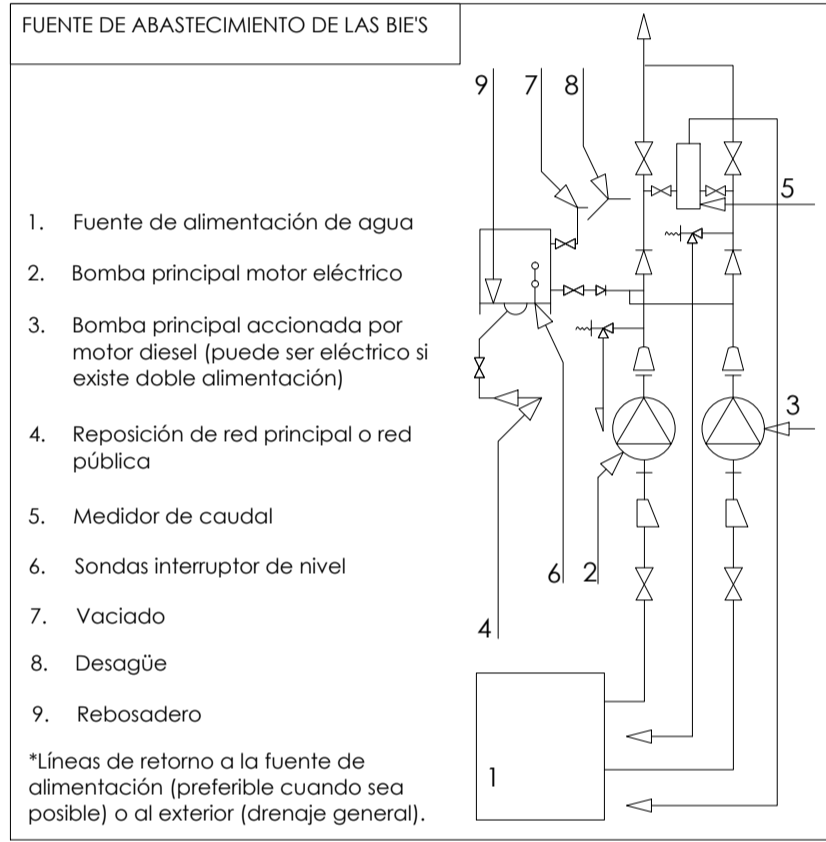 FUENTE DE ABASTECIMIENTO DE LAS BIE'S
1. Fuente de alimentación de agua
2. Bomba principal motor eléctrico
3. Bomba principal accionada por
motor diesel (puede ser eléctrico si
existe doble alimentación)
4. Reposición de red principal o red
pública
5. Medidor de caudal
6. Sondas interruptor de nivel
7. Vaciado
8. Desagüe
9. Rebosadero
*Líneas de retorno a la fuente de
alimentación (preferible cuando sea
posible) o al exterior (drenaje general).
9 7 8
5
3
6 2
4
1